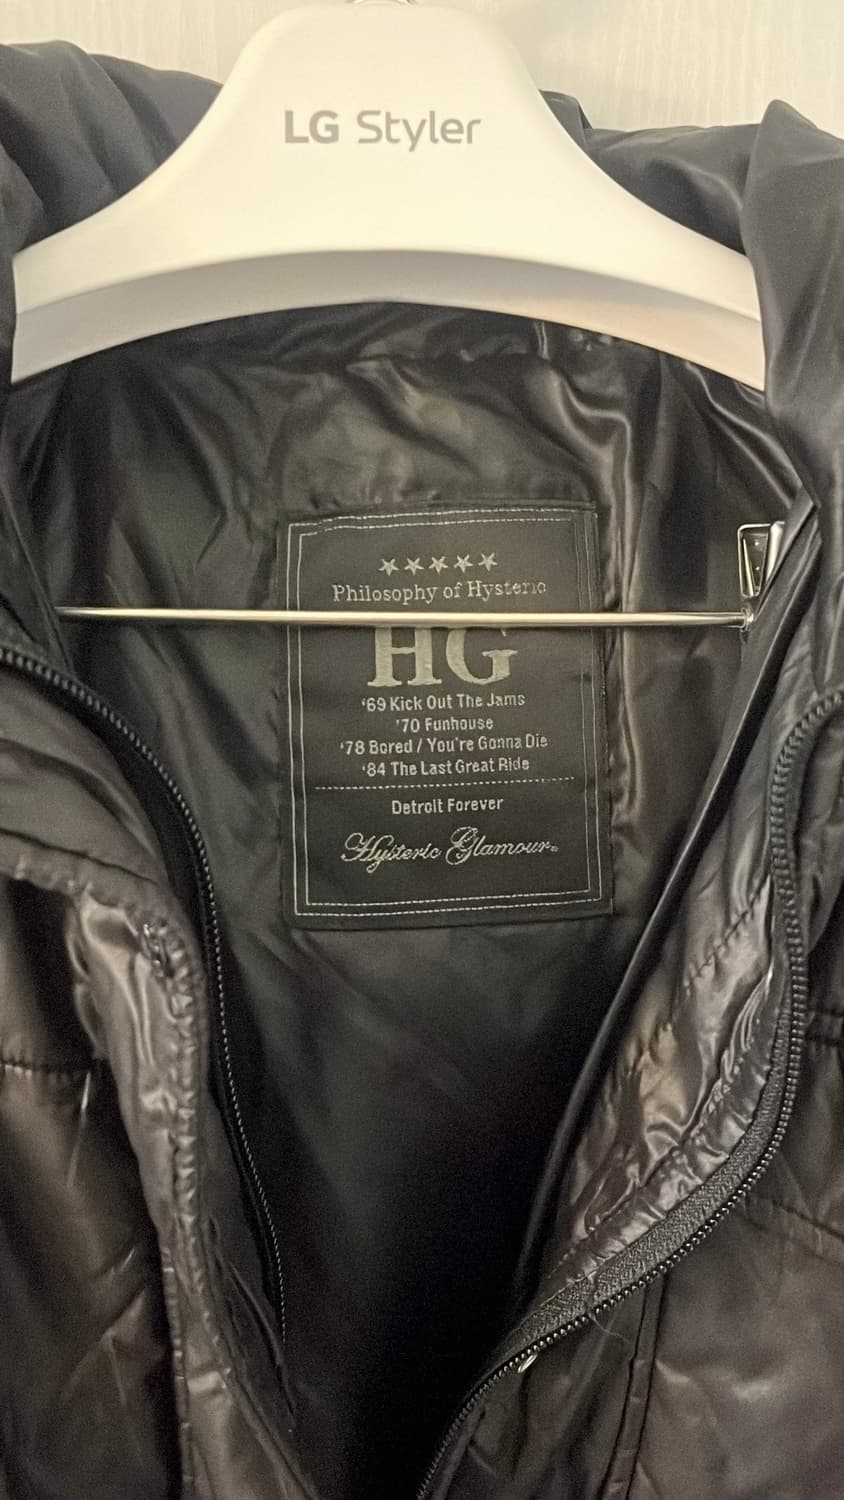 LG Styler
Philosophy of Hysteric
HG
'69 Kick Out The Jams
'70 Funhouse
'78 Bored / You're Gonna Die
'84 The Last Great Ride
Detroit Forever
Hysteric Glamour.